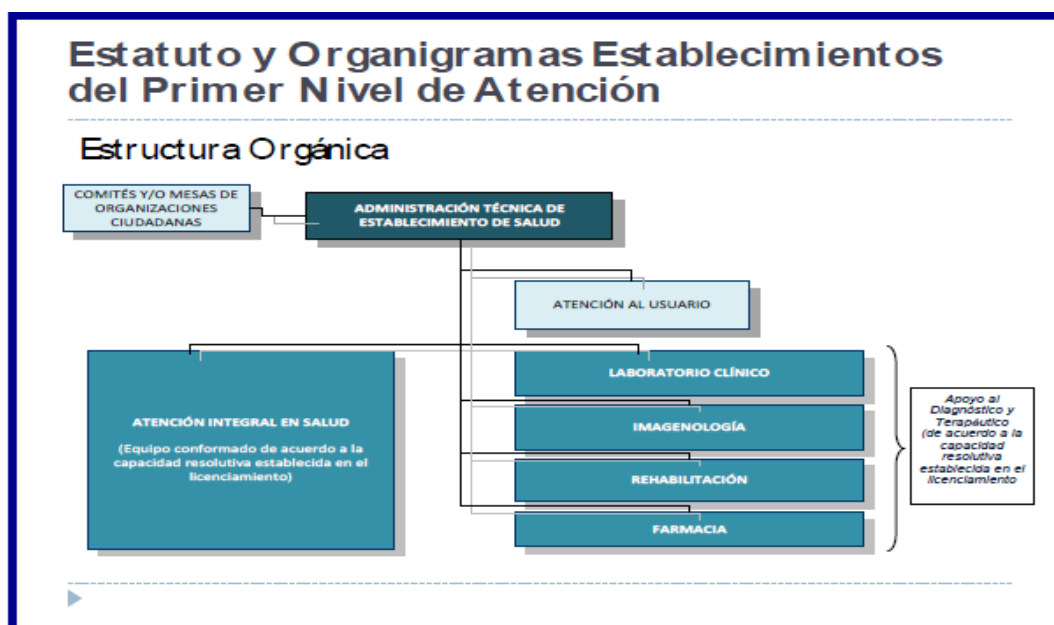 Estatuto y Organigramas Establecimientos
del Primer Nivel de Atención
Estructura Orgánica
COMITÉS Y/O MESAS DE
ORGANIZACIONES
CIUDADANAS
ADMINISTRACIÓN TÉCNICA DE
ESTABLECIMIENTO DE SALUD
ATENCIÓN AL USUARIO
ATENCIÓN INTEGRAL EN SALUD
(Equipo conformado de acuerdo a la
capacidad resolutiva establecida en el
licenciamiento)
LABORATORIO CLÍNICO
IMAGENOLOGÍA
REHABILITACIÓN
FARMACIA
Apoyo al
Diagnóstico y
Terapéutico
(de acuerdo a la
capacidad
resolutiva
establecida en el
licenciamiento